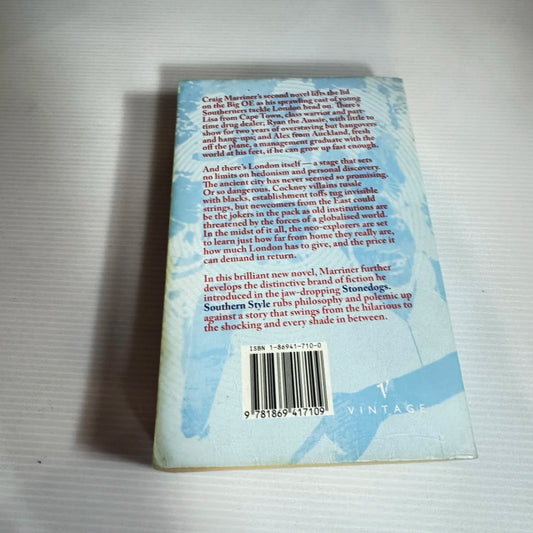 Craig Marriner's second novel lifts the lid
on the Big OE as his sprawling cast of young
Southerners tackle London head on. There's
Lisa from Cape Town, class warrior and part-
time drug dealer; Ryan the Aussie, with little to
show for two years of overstaying but hangovers
and hang-ups; and Alex from Auckland, fresh
off the plane, a management graduate with the
world at his feet, if he can grow up fast enough.
And there's London itself — a stage that sets
no limits on hedonism and personal discovery.
The ancient city has never seemed so promising.
Or so dangerous. Cockney villains tussle
with blacks, establishment toffs tug invisible
strings, but newcomers from the East could
be the jokers in the pack as old institutions are
threatened by the forces of a globalised world.
In the midst of it all, the neo-explorers are set
to learn just how far from home they really are,
how much London has to give, and the price it
can demand in return.
In this brilliant new novel, Marriner further
develops the distinctive brand of fiction he
introduced in the jaw-dropping Stonedogs.
Southern Style rubs philosophy and polemic up
against a story that swings from the hilarious to
the shocking and every shade in between.
ISBN 1-86941-710-0
9 781869 417109
V
VINTAGE